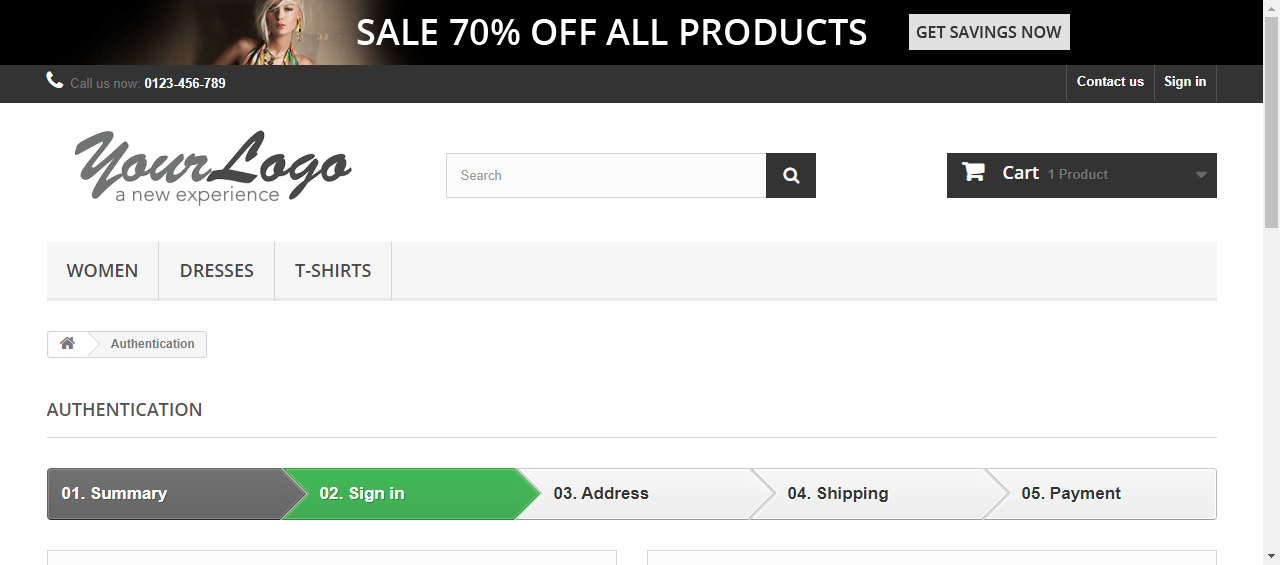 SALE 70% OFF ALL PRODUCTS GET SAVINGS NOW
Call us now: 0123-456-789 Contact us Sign in
YourLogo
a new experience
Search
Cart 1 Product
WOMEN DRESSES T-SHIRTS
Authentication
AUTHENTICATION
01. Summary 02. Sign in 03. Address 04. Shipping 05. Payment